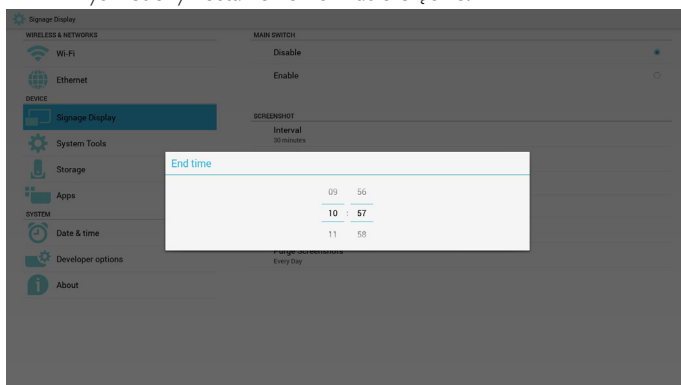 Signage Display
WIRELESS & NETWORKS
Wi-Fi
Ethernet
DEVICE
Signage Display
System Tools
Storage
Apps
SYSTEM
Date & time
Developer options
About
MAIN SWITCH
Disable
Enable
SCREENSHOT
Interval
30 minutes
End time
09 56
10 : 57
11 58
Purge Screenshots
Every Day